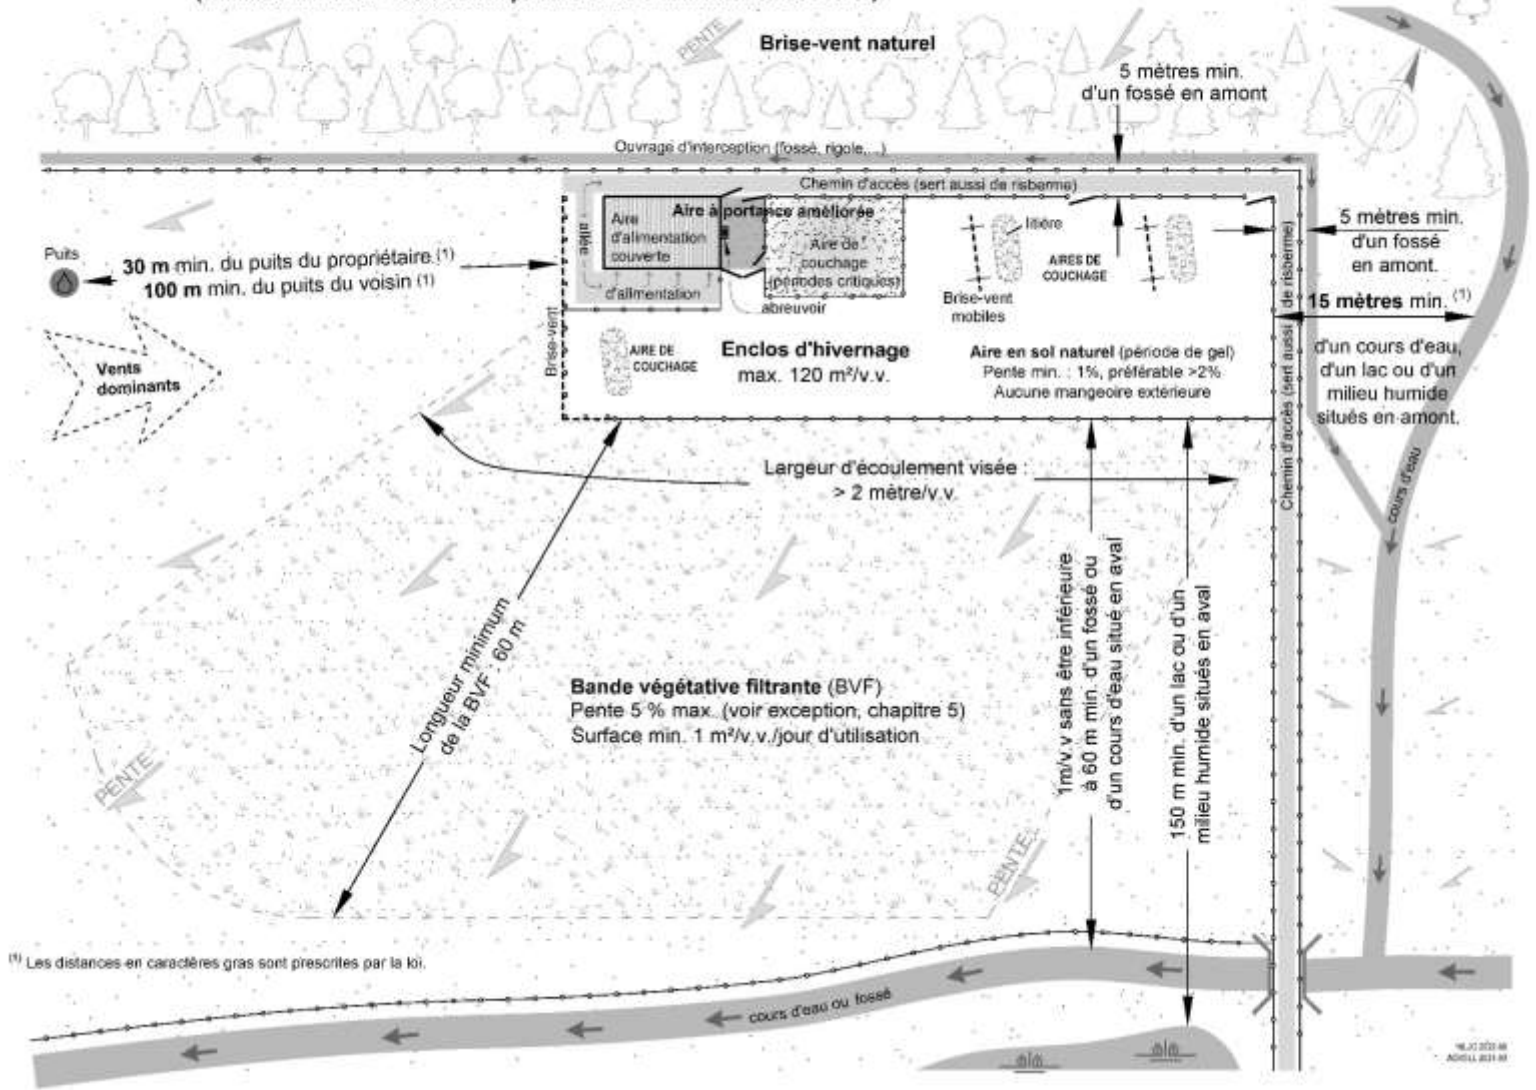 PENTE
Brise-vent naturel
5 mètres min.
d'un fossé en amont
Ouvrage d'interception (fossé, rigole,...)
Chemin d'accès (sert aussi de risberme)
Aire à portance améliorée
Aire
d'alimentation
couverte
allée
d'alimentation
Aire de
couchage
(périodes critiques)
abreuvoir
litière
AIRES DE
COUCHAGE
Brise-vent
mobiles
5 mètres min.
d'un fossé
en amont.
15 mètres min. (1)
d'un cours d'eau,
d'un lac ou d'un
milieu humide
situés en amont.
Chemin d'accès (sert aussi de risberme)
cours d'eau
Puits
30 m min. du puits du propriétaire (1)
100 m min. du puits du voisin (1)
Vents
dominants
Brise-vent
AIRE DE
COUCHAGE
Enclos d'hivernage
max. 120 m²/v.v.
Aire en sol naturel (période de gel)
Pente min. : 1%, préférable >2%
Aucune mangeoire extérieure
Largeur d'écoulement visée :
> 2 mètre/v.v.
Longueur minimum
de la BVF : 60 m
Bande végétative filtrante (BVF)
Pente 5 % max. (voir exception, chapitre 5)
Surface min. 1 m²/v.v./jour d'utilisation
1m/v.v sans être inférieure
à 60 m min. d'un fossé ou
d'un cours d'eau situé en aval
150 m min. d'un lac ou d'un
milieu humide situés en aval
PENTE
PENTE
(1) Les distances en caractères gras sont prescrites par la loi.
cours d'eau ou fossé